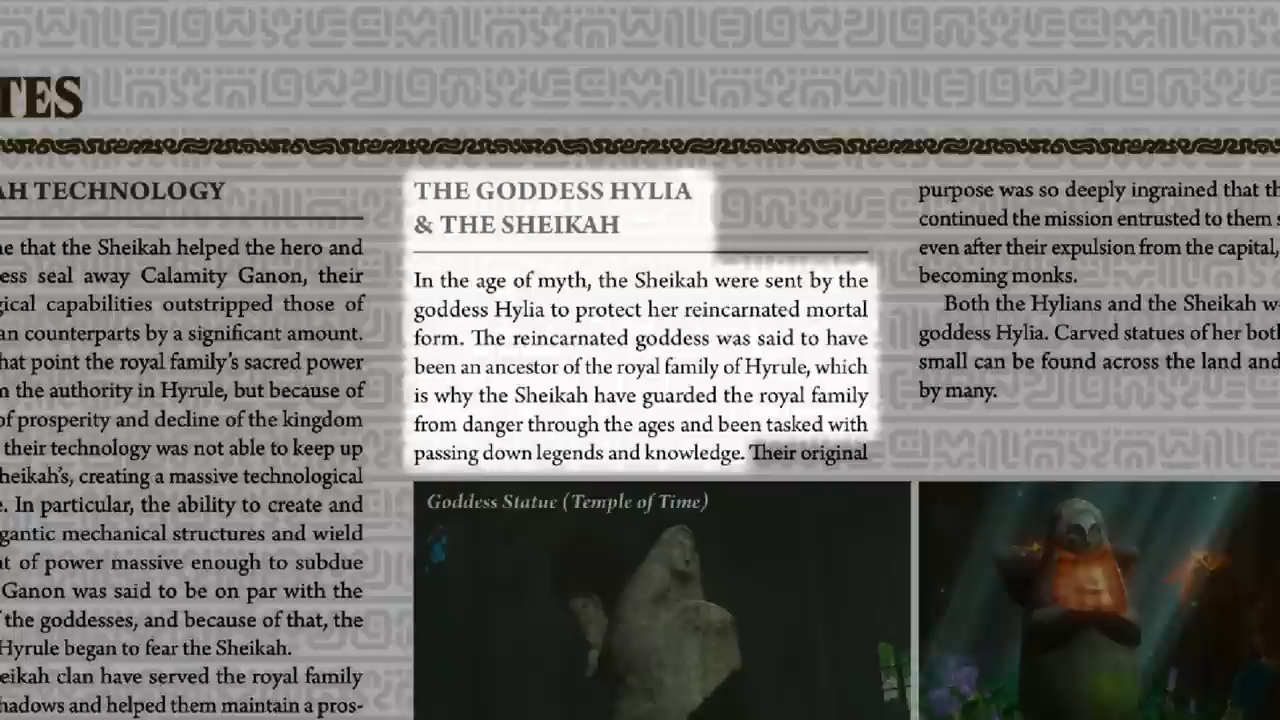 TES
AH TECHNOLOGY
e that the Sheikah helped the hero and
ess seal away Calamity Ganon, their
gical capabilities outstripped those of
an counterparts by a significant amount.
hat point the royal family's sacred power
n the authority in Hyrule, but because of
of prosperity and decline of the kingdom
their technology was not able to keep up
heikah's, creating a massive technological
e. In particular, the ability to create and
gantic mechanical structures and wield
t of power massive enough to subdue
Ganon was said to be on par with the
the goddesses, and because of that, the
Hyrule began to fear the Sheikah.
eikah clan have served the royal family
hadows and helped them maintain a pros-
THE GODDESS HYLIA
& THE SHEIKAH
In the age of myth, the Sheikah were sent by the
goddess Hylia to protect her reincarnated mortal
form. The reincarnated goddess was said to have
been an ancestor of the royal family of Hyrule, which
is why the Sheikah have guarded the royal family
from danger through the ages and been tasked with
passing down legends and knowledge. Their original
Goddess Statue (Temple of Time)
purpose was so deeply ingrained that th
continued the mission entrusted to them s
even after their expulsion from the capital,
becoming monks.
Both the Hylians and the Sheikah w
goddess Hylia. Carved statues of her bot
small can be found across the land and
by many.